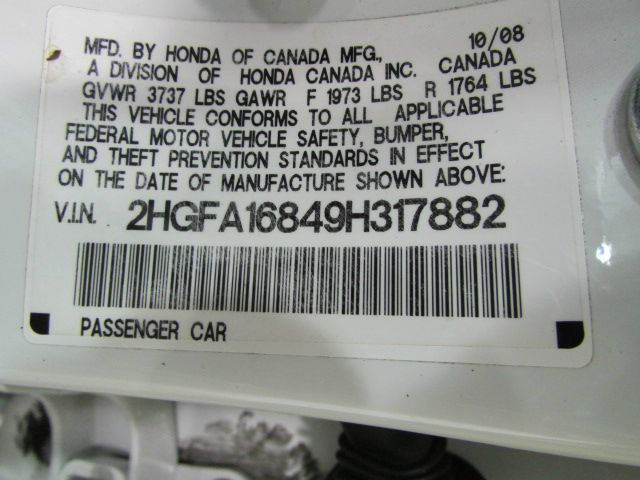 MFD. BY HONDA OF CANADA MFG., 10/08
A DIVISION OF HONDA CANADA INC. CANADA
GVWR 3737 LBS GAWR F 1973 LBS R 1764 LBS
THIS VEHICLE CONFORMS TO ALL APPLICABLE
FEDERAL MOTOR VEHICLE SAFETY, BUMPER,
AND THEFT PREVENTION STANDARDS IN EFFECT
ON THE DATE OF MANUFACTURE SHOWN ABOVE:
V.I.N. 2HGFA16849H317882
PASSENGER CAR